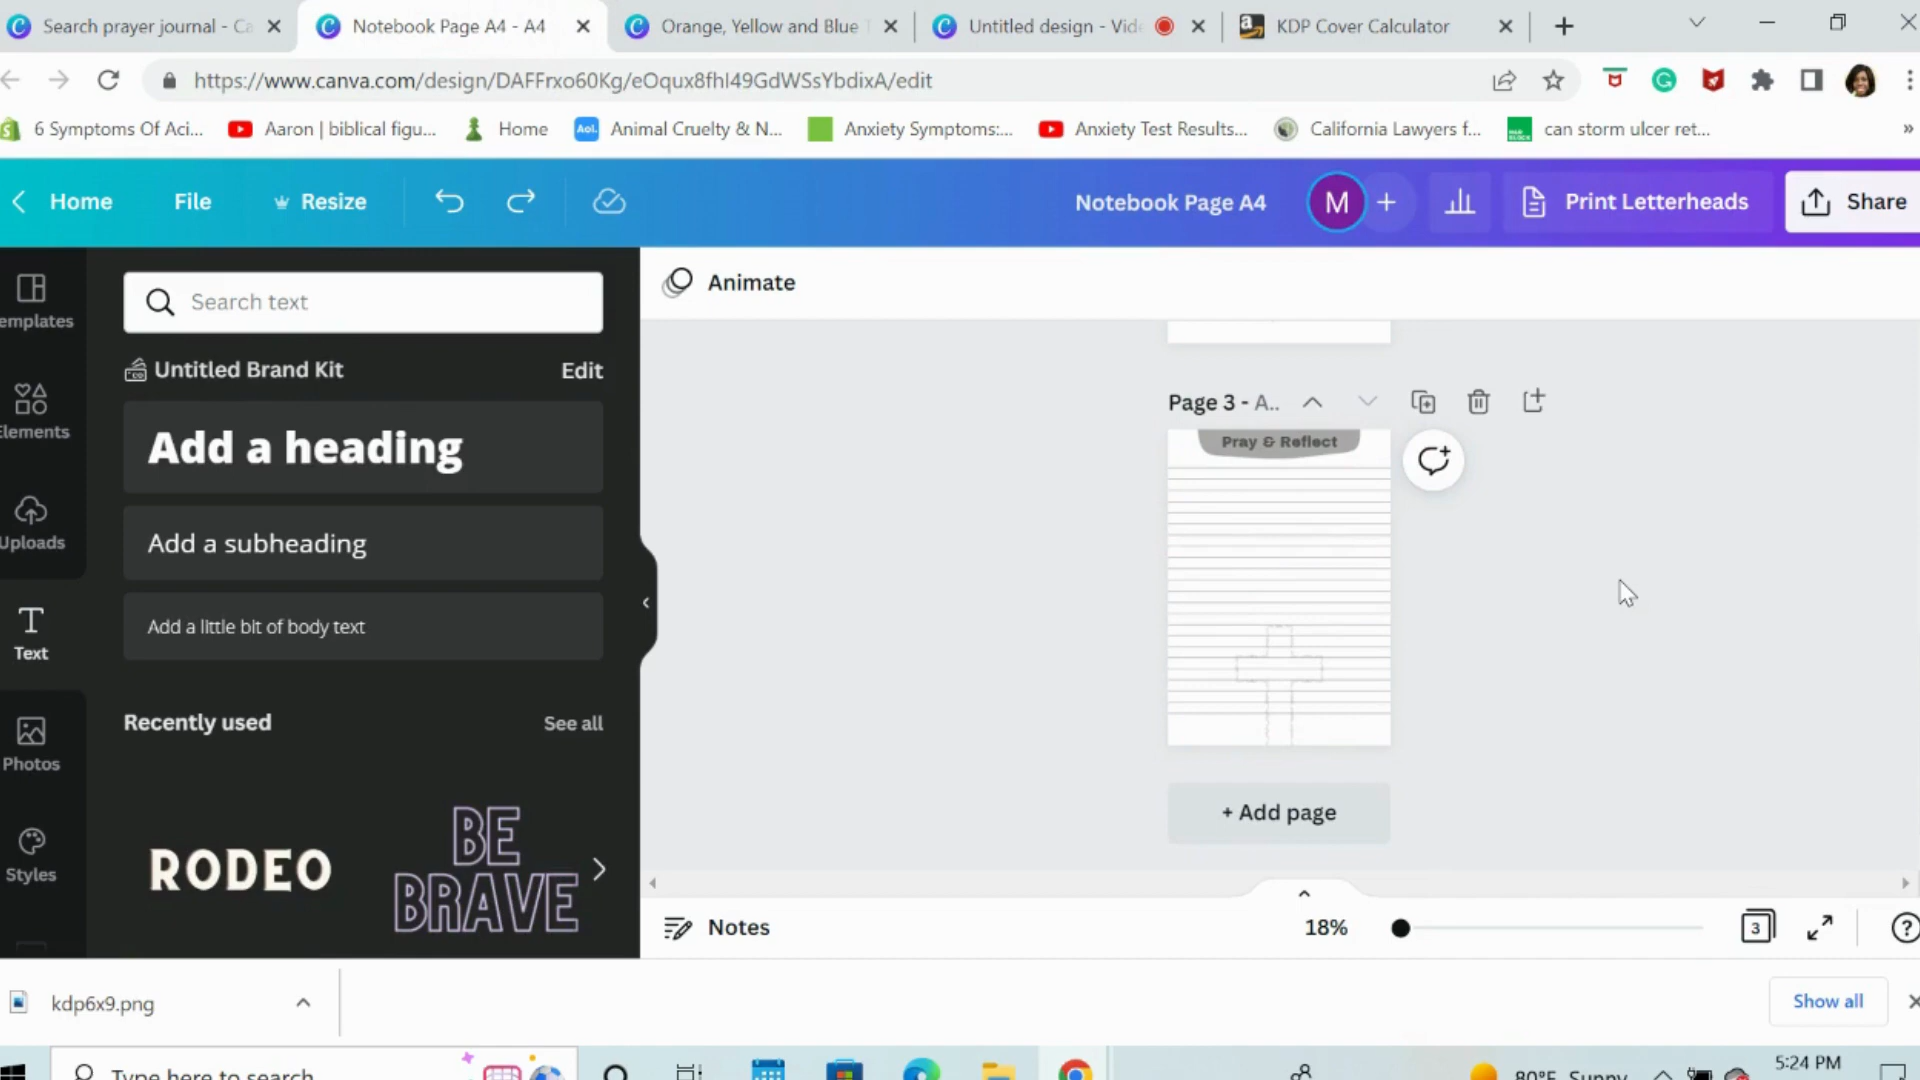 Search prayer journal - Ca
Notebook Page A4 - A4
Orange, Yellow and Blue
Untitled design - Vide
KDP Cover Calculator
https://www.canva.com/design/DAFFrxo60Kg/eOqux8fhI49GdWSsYbdixA/edit
6 Symptoms Of Aci...
Aaron | biblical figu...
Home
Aol.
Animal Cruelty & N...
Anxiety Symptoms:...
Anxiety Test Results...
California Lawyers f...
can storm ulcer ret...
»
Home
File
Resize
Notebook Page A4
M
+
Print Letterheads
Share
emplates
Search text
Animate
Untitled Brand Kit
Edit
Elements
Add a heading
Page 3 - A..
Pray & Reflect
Uploads
Add a subheading
Text
Add a little bit of body text
Recently used
See all
Photos
RODEO
BE
BRAVE
Styles
+ Add page
Notes
18%
3
?
kdp6x9.png
Show all
Type here to search
80°F Sunny
5:24 PM